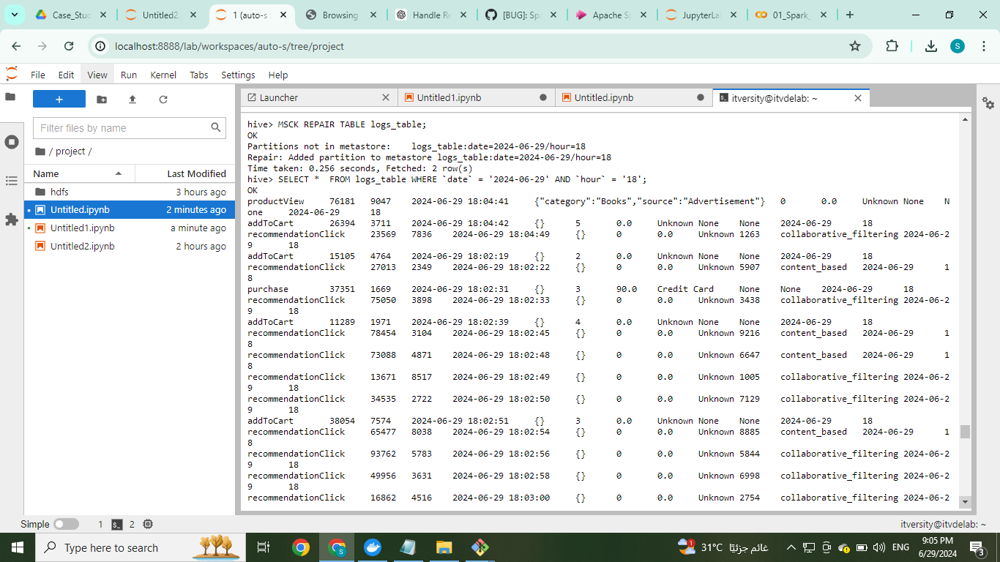 Case_Stud
Untitled2.
1 (auto-s
Browsing
Handle Re
[BUG]: Sp
Apache Sp
JupyterLa
01_Spark_
localhost:8888/lab/workspaces/auto-s/tree/project
S
File Edit View Run Kernel Tabs Settings Help
Filter files by name
/ project /
Name Last Modified
hdfs 3 hours ago
Untitled.ipynb 2 minutes ago
Untitled1.ipynb a minute ago
Untitled2.ipynb 2 hours ago
Launcher
Untitled1.ipynb
Untitled.ipynb
itversity@itvdelab: ~
hive> MSCK REPAIR TABLE logs_table;
OK
Partitions not in metastore: logs_table:date=2024-06-29/hour=18
Repair: Added partition to metastore logs_table:date=2024-06-29/hour=18
Time taken: 0.256 seconds, Fetched: 2 row(s)
hive> SELECT * FROM logs_table WHERE `date` = '2024-06-29' AND `hour` = '18';
OK
productView 76181 9047 2024-06-29 18:04:41 {"category":"Books","source":"Advertisement"} 0 0.0 Unknown None N
one 2024-06-29 18
addToCart 26394 3711 2024-06-29 18:04:42 {} 5 0.0 Unknown None None 2024-06-29 18
recommendationClick 23569 7836 2024-06-29 18:04:49 {} 0 0.0 Unknown 1263 collaborative_filtering 2024-06-2
9 18
addToCart 15105 4764 2024-06-29 18:02:19 {} 2 0.0 Unknown None None 2024-06-29 18
recommendationClick 27013 2349 2024-06-29 18:02:22 {} 0 0.0 Unknown 5907 content_based 2024-06-29 1
8
purchase 37351 1669 2024-06-29 18:02:31 {} 3 90.0 Credit Card None None 2024-06-29 18
recommendationClick 75050 3898 2024-06-29 18:02:33 {} 0 0.0 Unknown 3438 collaborative_filtering 2024-06-2
9 18
addToCart 11289 1971 2024-06-29 18:02:39 {} 4 0.0 Unknown None None 2024-06-29 18
recommendationClick 78454 3104 2024-06-29 18:02:45 {} 0 0.0 Unknown 9216 content_based 2024-06-29 1
8
recommendationClick 73088 4871 2024-06-29 18:02:48 {} 0 0.0 Unknown 6647 content_based 2024-06-29 1
8
recommendationClick 13671 8517 2024-06-29 18:02:49 {} 0 0.0 Unknown 1005 collaborative_filtering 2024-06-2
9 18
recommendationClick 34535 2722 2024-06-29 18:02:50 {} 0 0.0 Unknown 7129 collaborative_filtering 2024-06-2
9 18
addToCart 38054 7574 2024-06-29 18:02:51 {} 3 0.0 Unknown None None 2024-06-29 18
recommendationClick 65477 8038 2024-06-29 18:02:54 {} 0 0.0 Unknown 8885 content_based 2024-06-29 1
8
recommendationClick 93762 5783 2024-06-29 18:02:56 {} 0 0.0 Unknown 5844 collaborative_filtering 2024-06-2
9 18
recommendationClick 49956 3631 2024-06-29 18:02:58 {} 0 0.0 Unknown 6998 collaborative_filtering 2024-06-2
9 18
recommendationClick 16862 4516 2024-06-29 18:03:00 {} 0 0.0 Unknown 2754 collaborative_filtering 2024-06-2
Simple 1 2 itversity@itvdelab: ~
Type here to search
1
31°C غائم جزئيًا
ENG
9:05 PM
6/29/2024
3